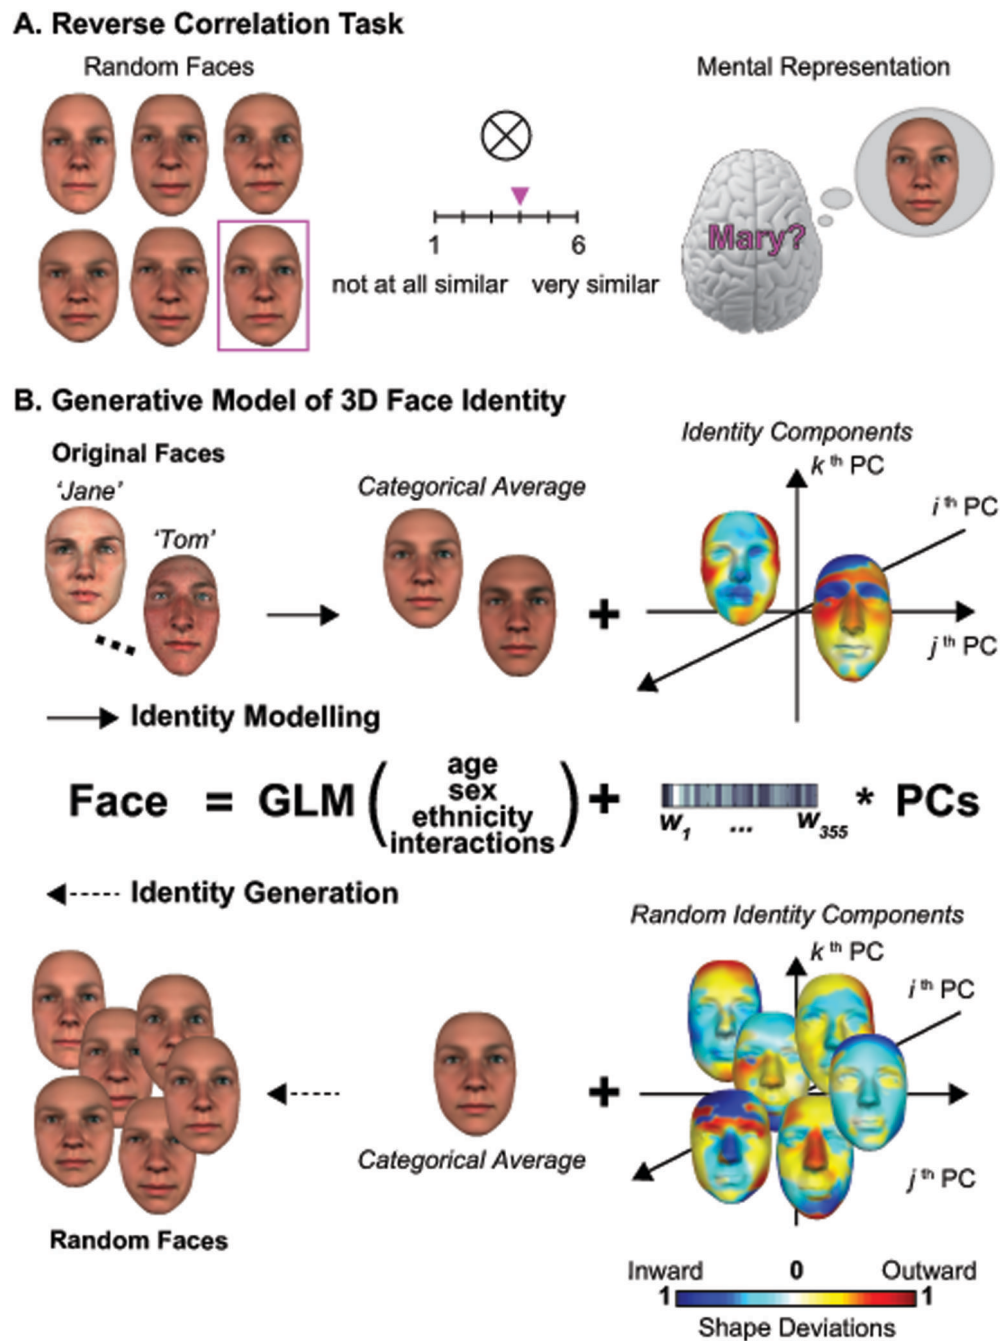 A. Reverse Correlation Task
Random Faces
Mental Representation
Mary?
1 6
not at all similar very similar
B. Generative Model of 3D Face Identity
Identity Components
Original Faces
k th PC
'Jane'
Categorical Average
i th PC
'Tom'
+
j th PC
Identity Modelling
Face = GLM ( age
sex
ethnicity
interactions ) + w1 ... w355 * PCs
Identity Generation
Random Identity Components
k th PC
i th PC
+
Categorical Average
j th PC
Random Faces
Inward 0 Outward
1 1
Shape Deviations